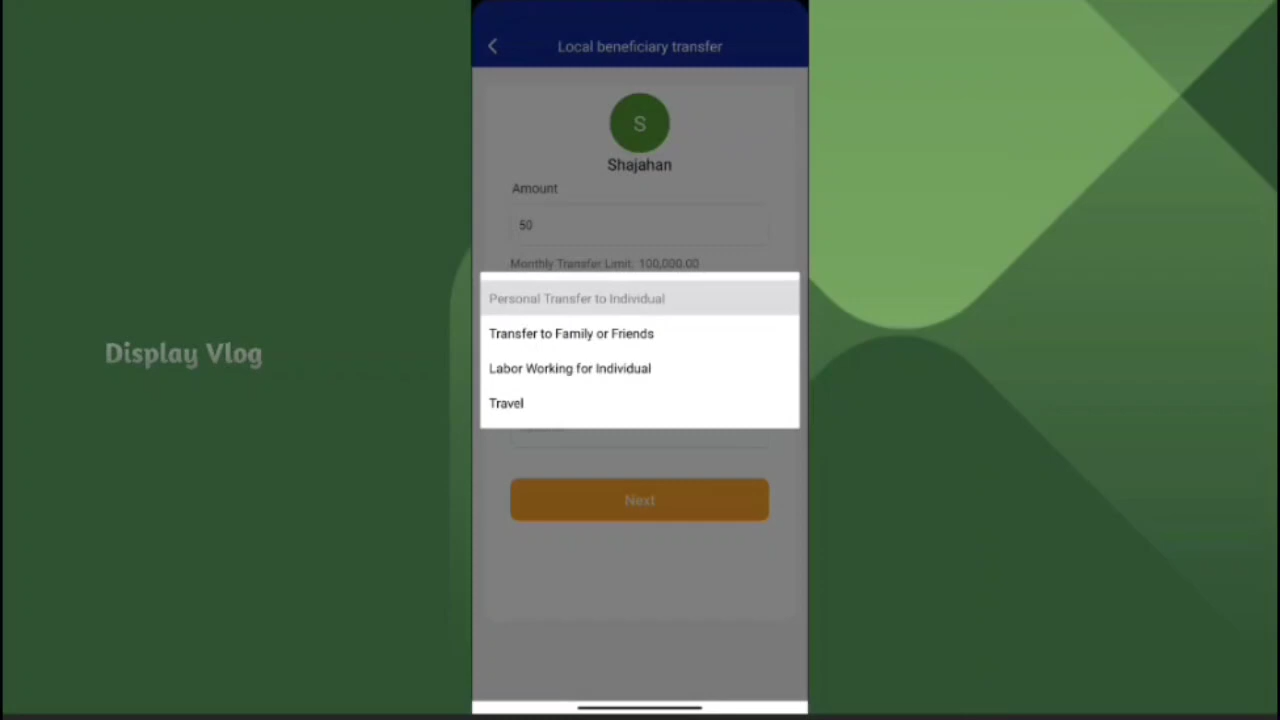 Local beneficiary transfer
S
Shajahan
Amount
50
Monthly Transfer Limit: 100,000.00
Personal Transfer to Individual
Transfer to Family or Friends
Labor Working for Individual
Travel
Next
Display Vlog